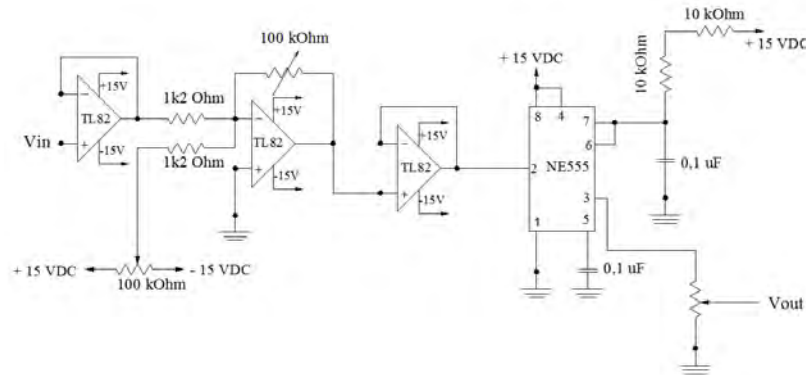 10 kOhm
+ 15 VDC
100 kOhm
10 kOhm
+ 15 VDC
+15V
-
TL82
+
-15V
Vin
1k2 Ohm
1k2 Ohm
+15V
-
TL82
+
-15V
+15V
-
TL82
+
-15V
8
4
7
6
2
NE555
3
1
5
0,1 uF
0,1 uF
+ 15 VDC
- 15 VDC
100 kOhm
Vout